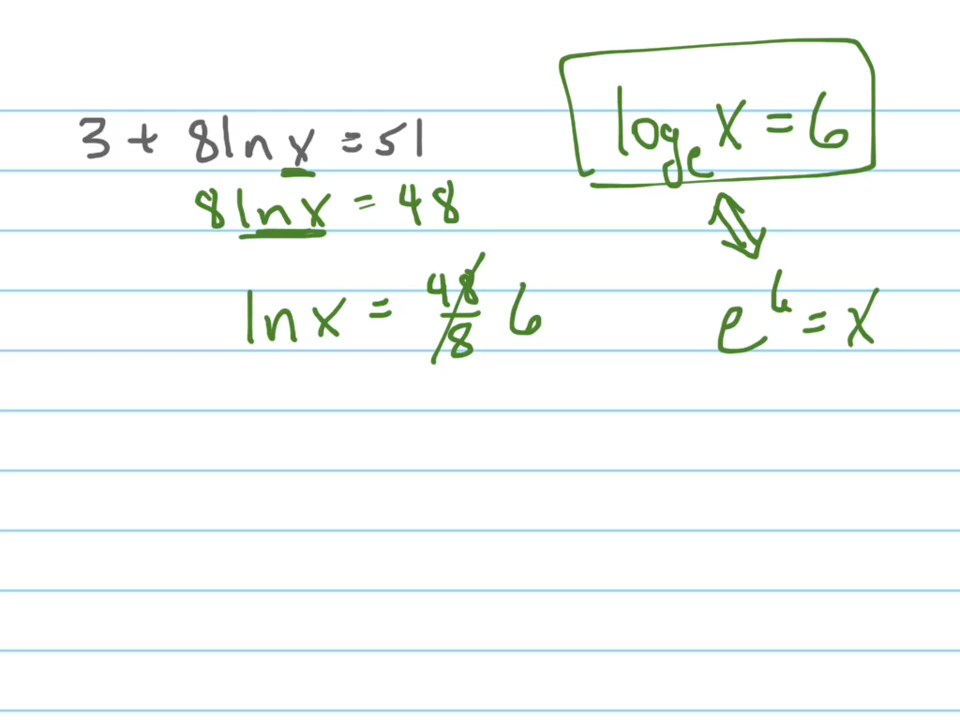 3 + 8ln x = 51
8ln x = 48
ln x = 48/8 6
log_e x = 6
e^6 = x